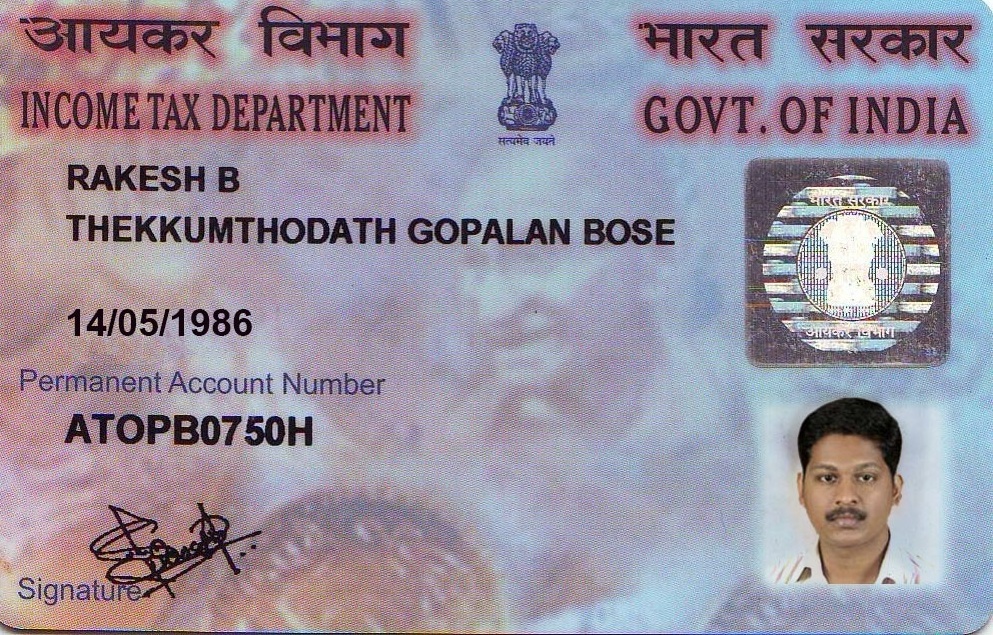 आयकर विभाग भारत सरकार
INCOME TAX DEPARTMENT GOVT. OF INDIA
सत्यमेव जयते
RAKESH B
THEKKUMTHODATH GOPALAN BOSE
14/05/1986
Permanent Account Number
ATOPB0750H
Signature
भारत सरकार
आयकर विभाग